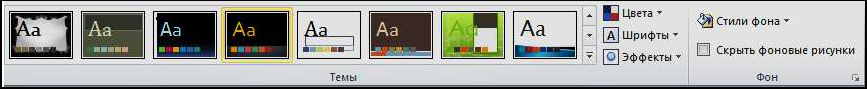 Aa Aa Aa Aa Aa Aa Aa Aa
Цвета
Шрифты
Эффекты
Стили фона
Скрыть фоновые рисунки
Темы
Фон